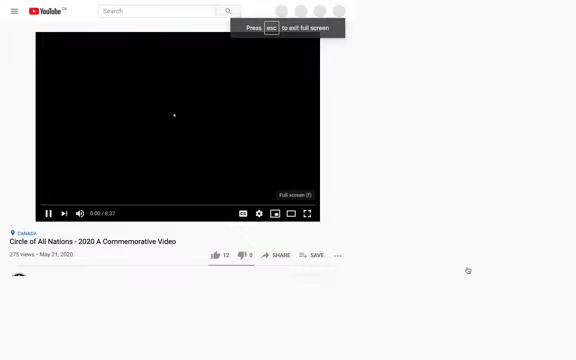 YouTube CA
Search
Press esc to exit full screen
Full screen (f)
0:00 / 8:37
CC
CANADA
Circle of All Nations - 2020 A Commemorative Video
275 views • May 21, 2020
12
0
SHARE
SAVE